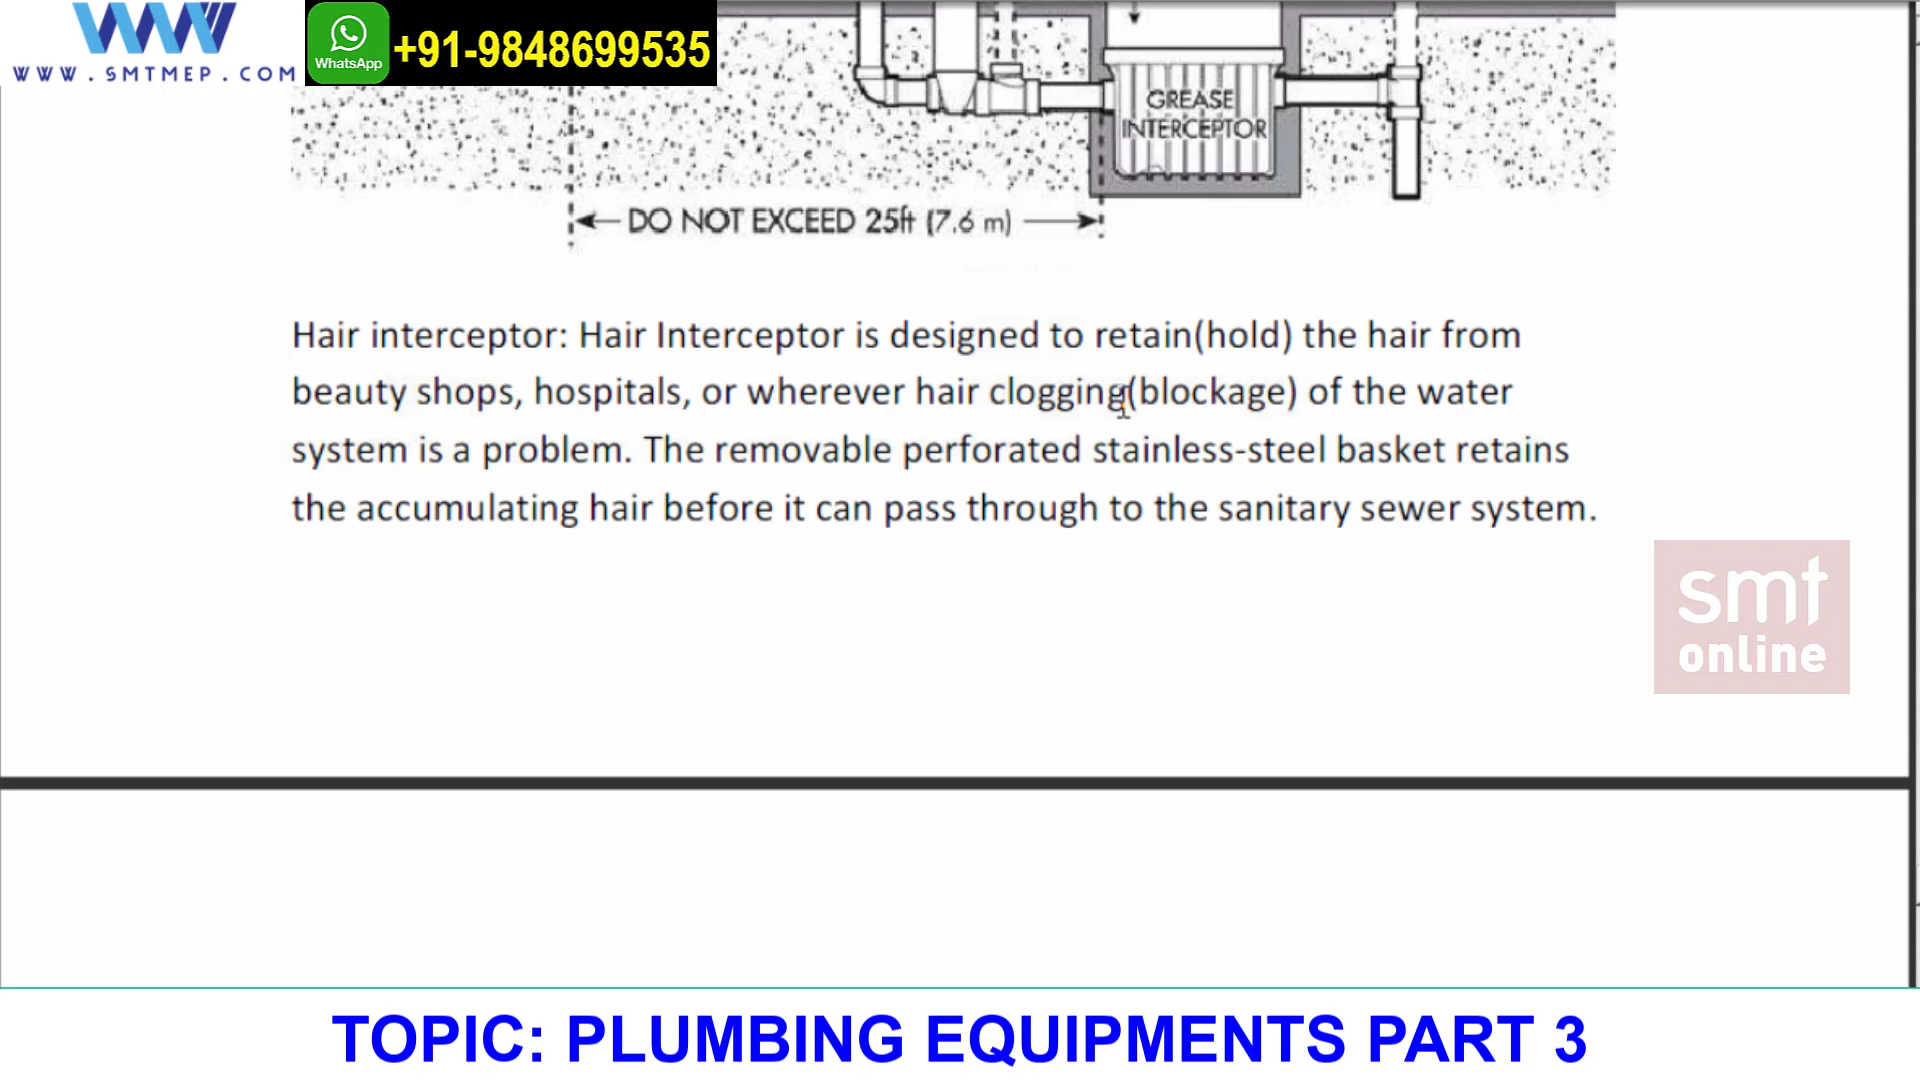 WWW.SMTMEP.COM
WhatsApp
+91-9848699535
GREASE
INTERCEPTOR
DO NOT EXCEED 25ft (7.6 m)
Hair interceptor: Hair Interceptor is designed to retain(hold) the hair from
beauty shops, hospitals, or wherever hair clogging(blockage) of the water
system is a problem. The removable perforated stainless-steel basket retains
the accumulating hair before it can pass through to the sanitary sewer system.
smt
online
TOPIC: PLUMBING EQUIPMENTS PART 3